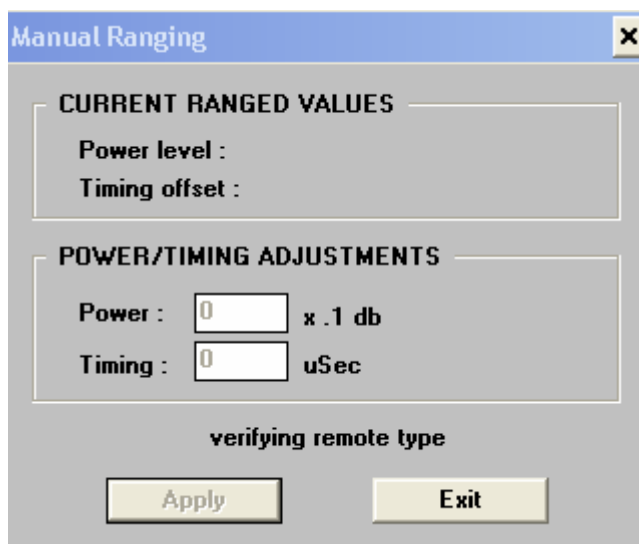 Manual Ranging
CURRENT RANGED VALUES
Power level :
Timing offset :
POWER/TIMING ADJUSTMENTS
Power : 0 x .1 db
Timing : 0 uSec
verifying remote type
Apply Exit